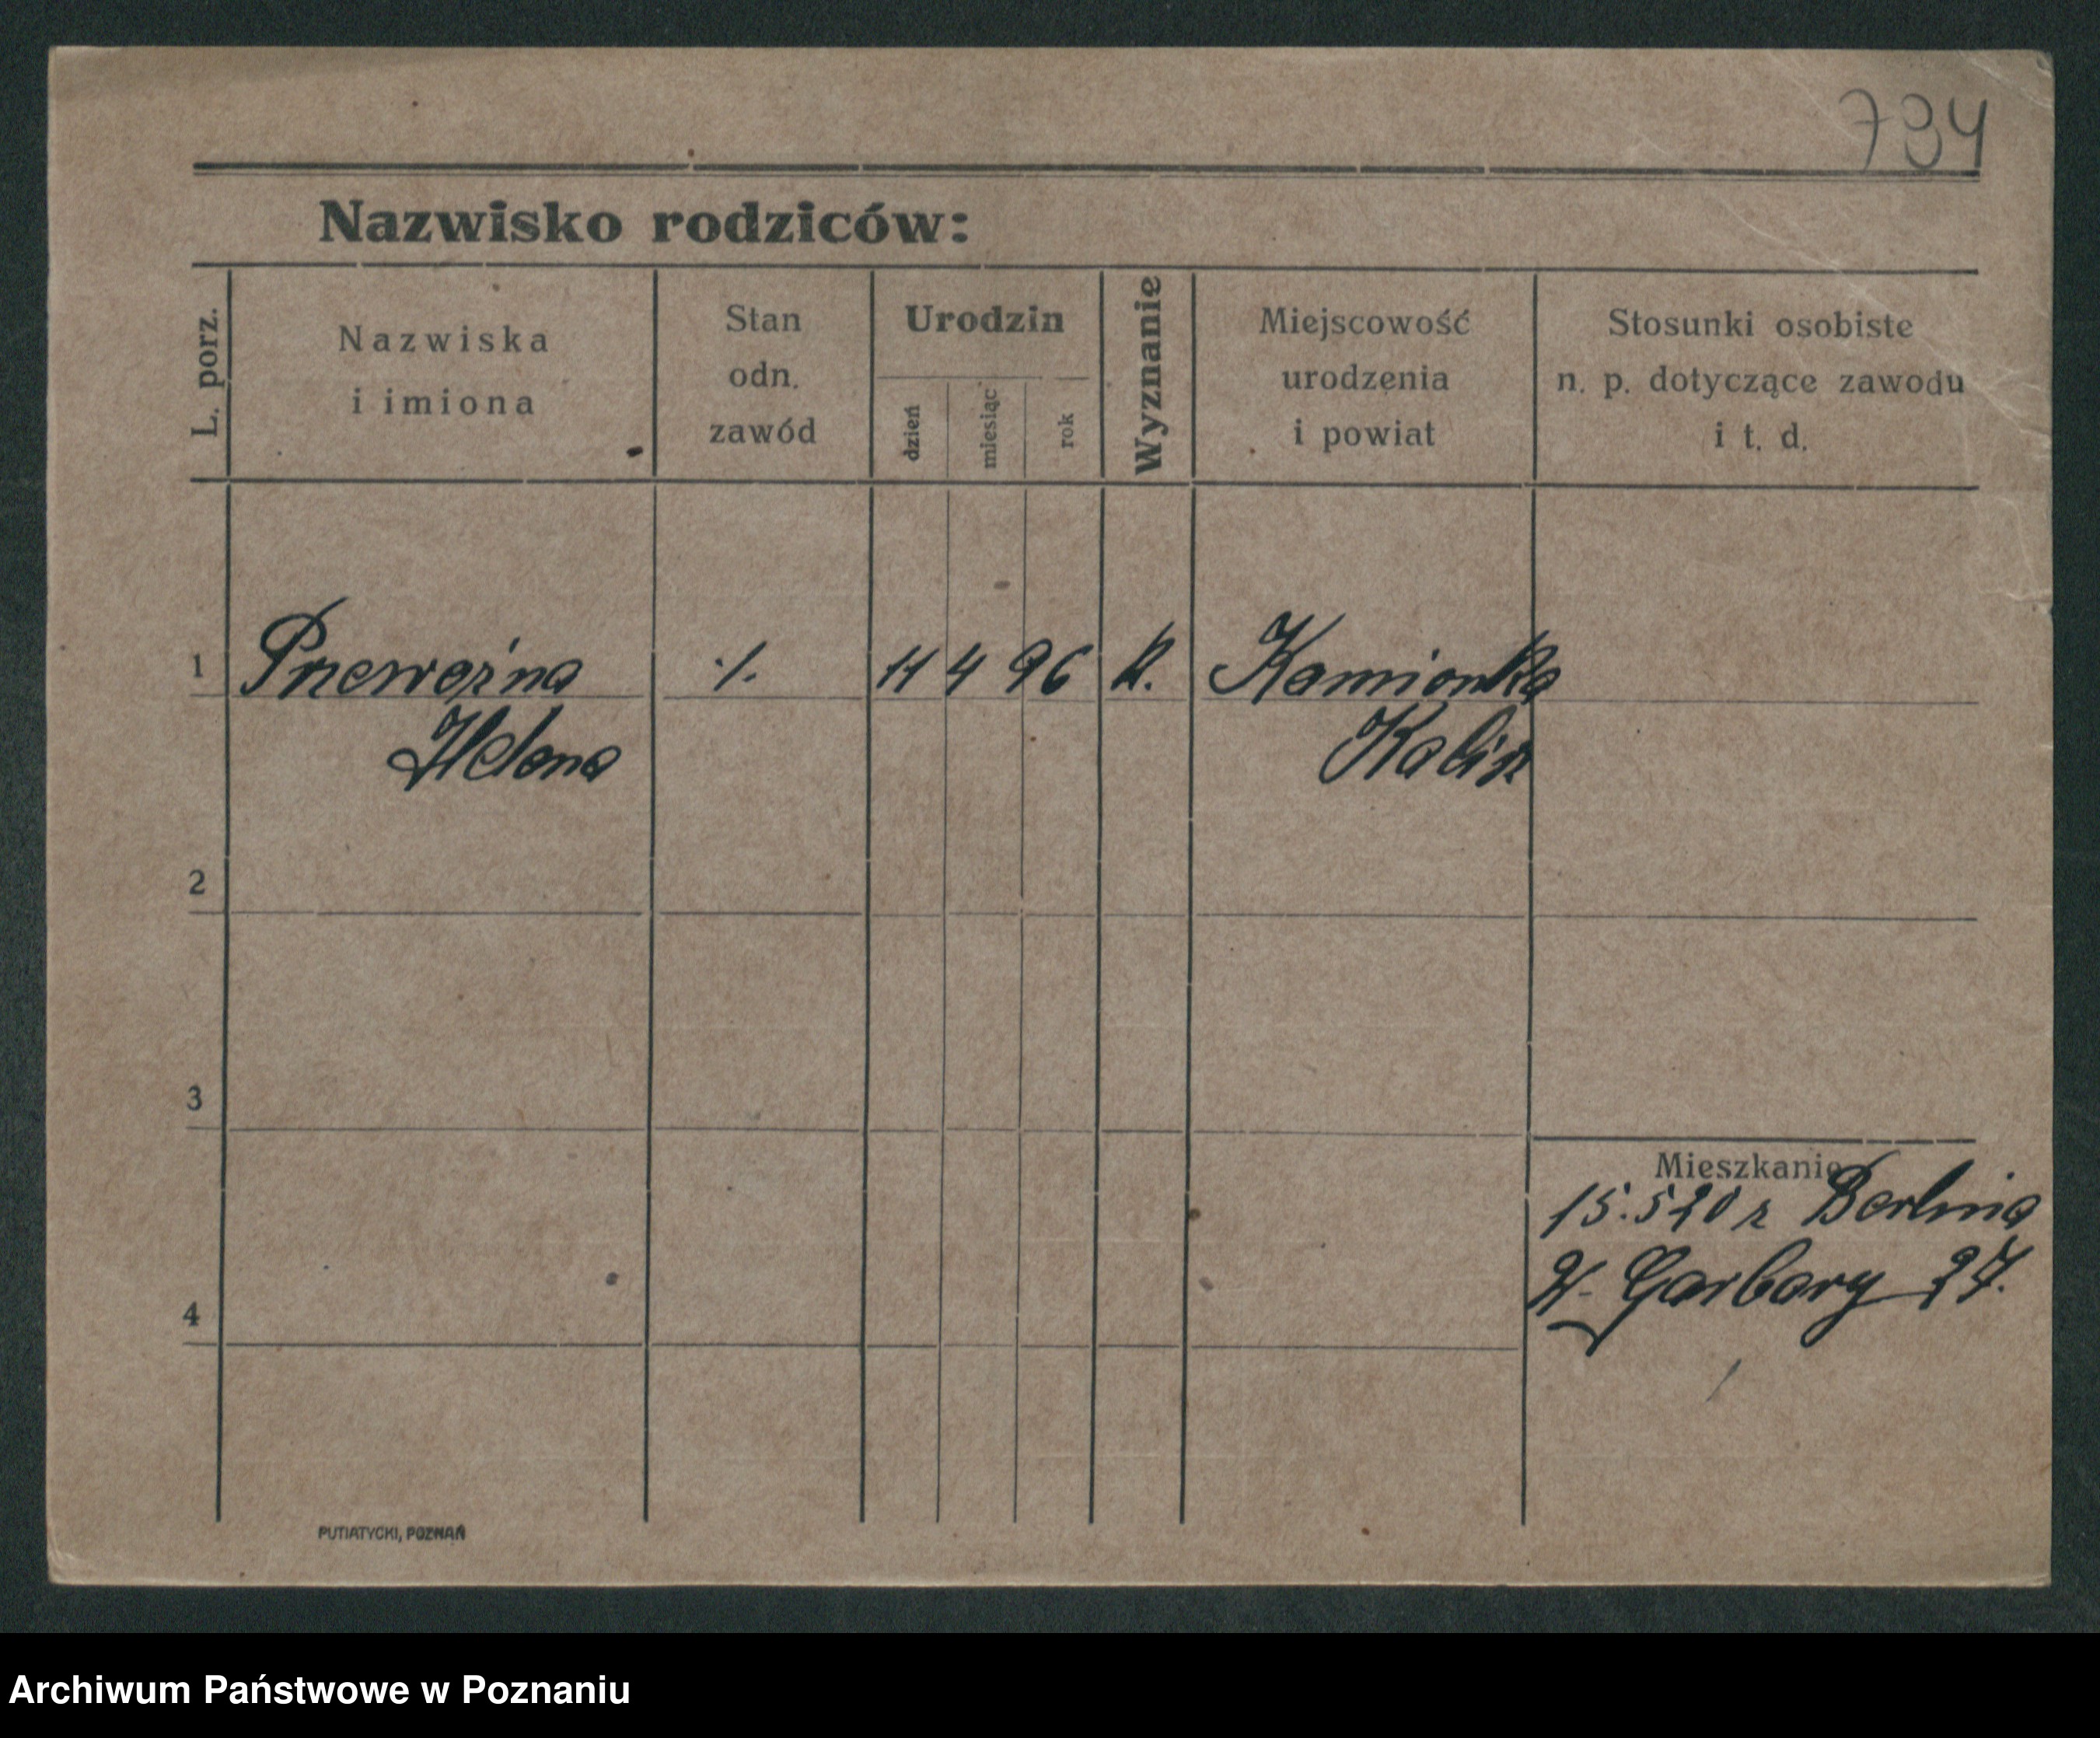 734
Nazwisko rodziców:
L. porz.
Nazwiska
i imiona
Stan
odn.
zawód
Urodzin
dzień
miesiąc
rok
Wyznanie
Miejscowość
urodzenia
i powiat
Stosunki osobiste
n. p. dotyczące zawodu
i t. d.
1 Pnewoźna ·/. 11 4 96 k. Kamionka
Helena Kalisz
2
3
Mieszkanie
15.5 20 z Berlina
W. Garbary 27.
4
PUTIATYCKI, POZNAŃ
Archiwum Państwowe w Poznaniu